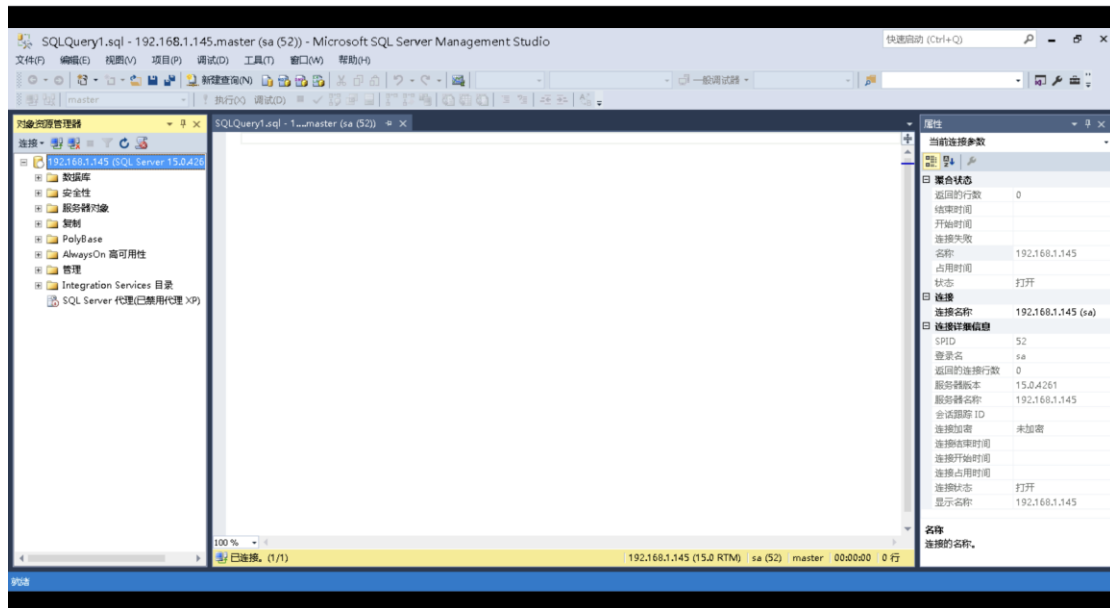 SQLQuery1.sql - 192.168.1.145.master (sa (52)) - Microsoft SQL Server Management Studio
快速启动 (Ctrl+Q)
文件(F) 编辑(E) 视图(V) 项目(P) 调试(D) 工具(T) 窗口(W) 帮助(H)
新建查询(N)
一般调试器
master
执行(X) 调试(D)
对象资源管理器
连接
192.168.1.145 (SQL Server 15.0.426
数据库
安全性
服务器对象
复制
PolyBase
AlwaysOn 高可用性
管理
Integration Services 目录
SQL Server 代理(已禁用代理 XP)
SQLQuery1.sql - 1....master (sa (52))
100 %
已连接。(1/1)
192.168.1.145 (15.0 RTM) sa (52) master 00:00:00 0 行
属性
当前连接参数
聚合状态
返回的行数 0
结束时间
开始时间
连接失败
名称 192.168.1.145
占用时间
状态 打开
连接
连接名称 192.168.1.145 (sa)
连接详细信息
SPID 52
登录名 sa
返回的连接行数 0
服务器版本 15.0.4261
服务器名称 192.168.1.145
会话跟踪 ID
连接加密 未加密
连接结束时间
连接开始时间
连接占用时间
连接状态 打开
显示名称 192.168.1.145
名称
连接的名称。
就绪